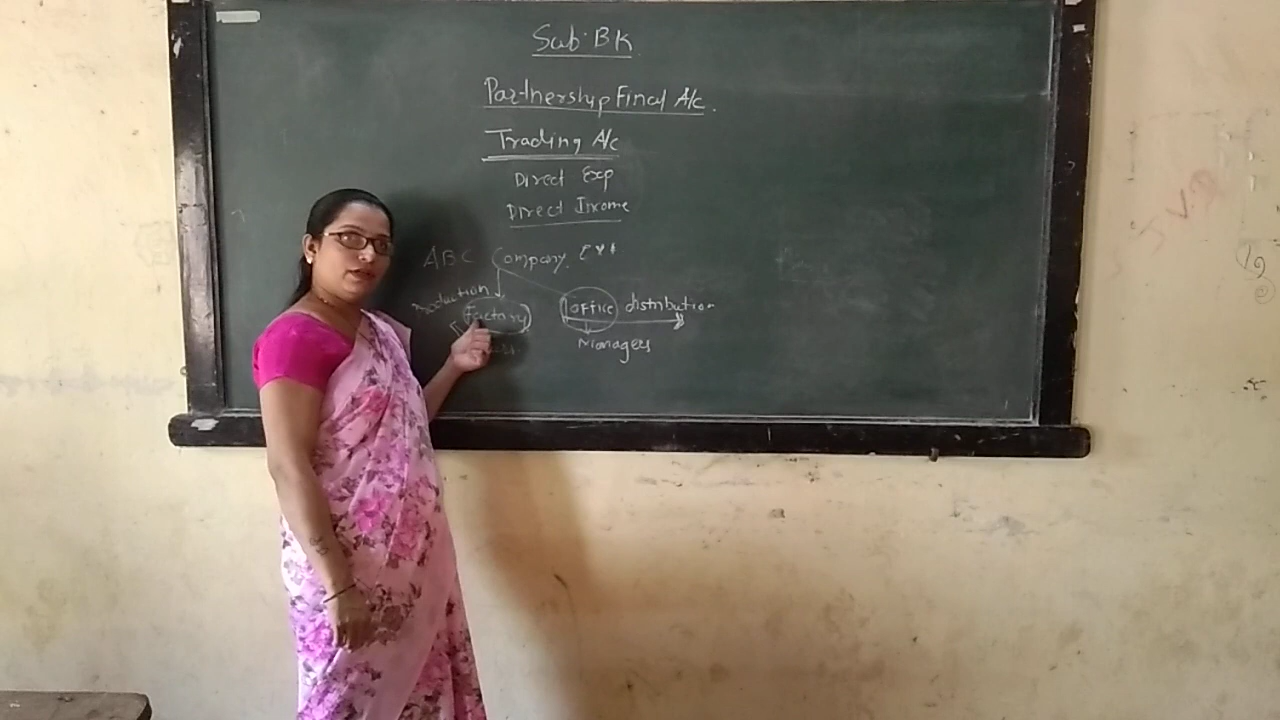 Sub: BK
Partnership Final A/c.
Trading A/c
Direct Exp
Direct Income
ABC Company
Production
Factory
Office distribution
Managers
J.V.D